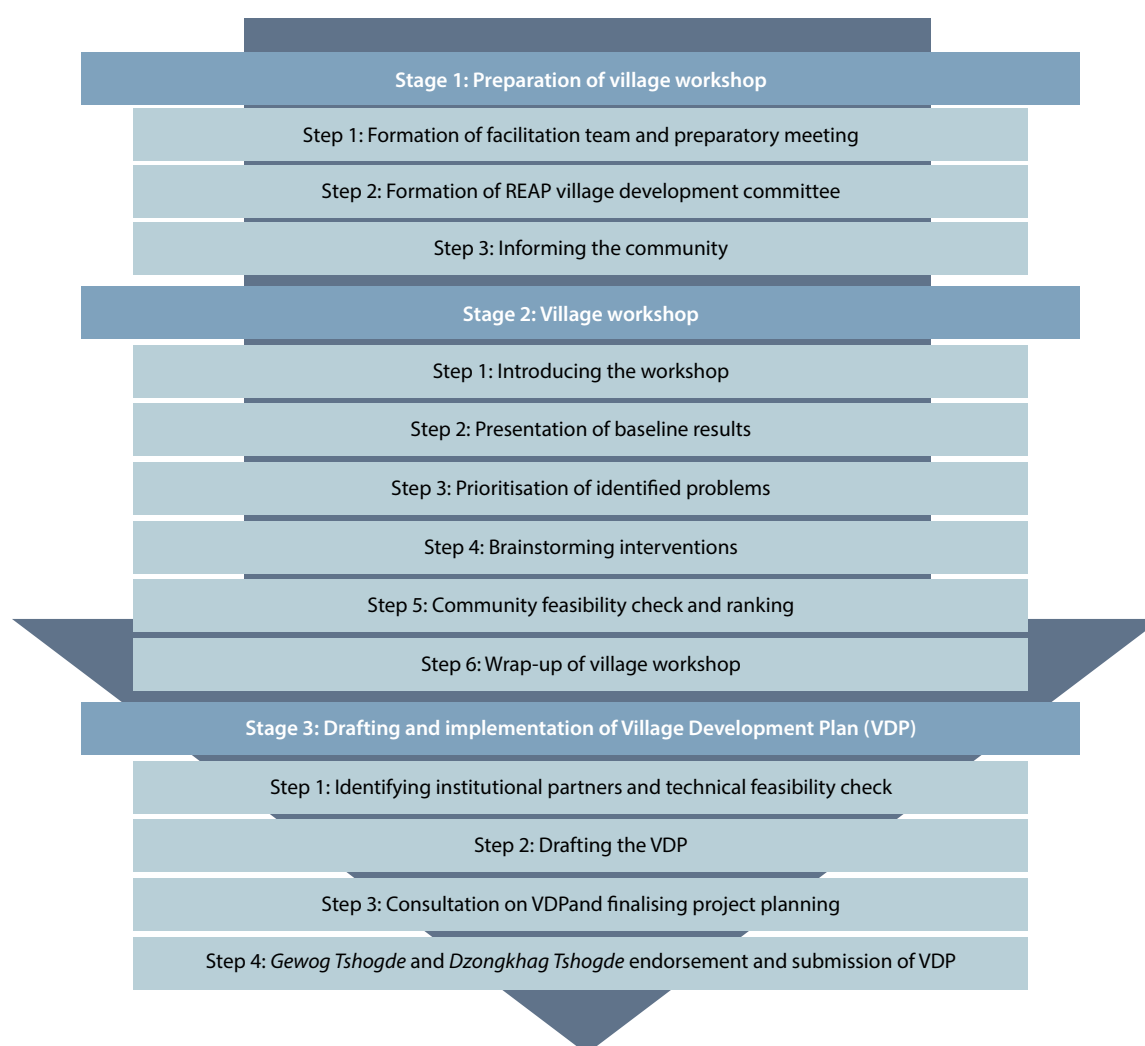 Stage 1: Preparation of village workshop
Step 1: Formation of facilitation team and preparatory meeting
Step 2: Formation of REAP village development committee
Step 3: Informing the community
Stage 2: Village workshop
Step 1: Introducing the workshop
Step 2: Presentation of baseline results
Step 3: Prioritisation of identified problems
Step 4: Brainstorming interventions
Step 5: Community feasibility check and ranking
Step 6: Wrap-up of village workshop
Stage 3: Drafting and implementation of Village Development Plan (VDP)
Step 1: Identifying institutional partners and technical feasibility check
Step 2: Drafting the VDP
Step 3: Consultation on VDPand finalising project planning
Step 4: Gewog Tshogde and Dzongkhag Tshogde endorsement and submission of VDP